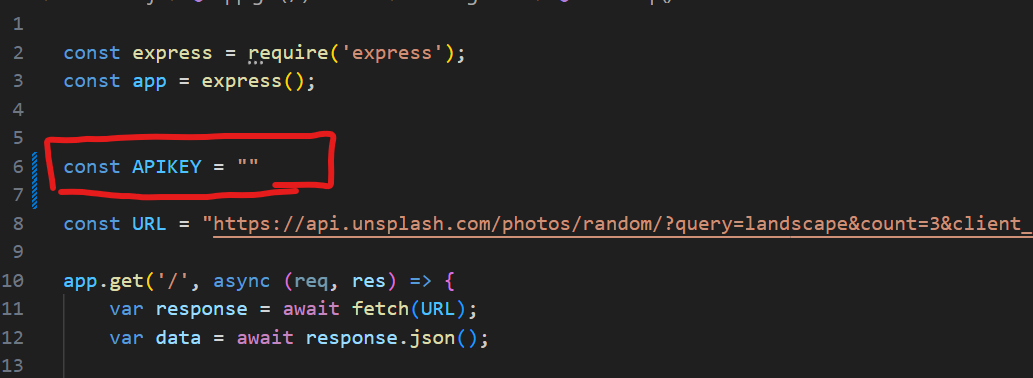 1
2 const express = require('express');
3 const app = express();
4
5
6 const APIKEY = ""
7
8 const URL = "https://api.unsplash.com/photos/random/?query=landscape&count=3&client_
9
10 app.get('/', async (req, res) => {
11 var response = await fetch(URL);
12 var data = await response.json();
13